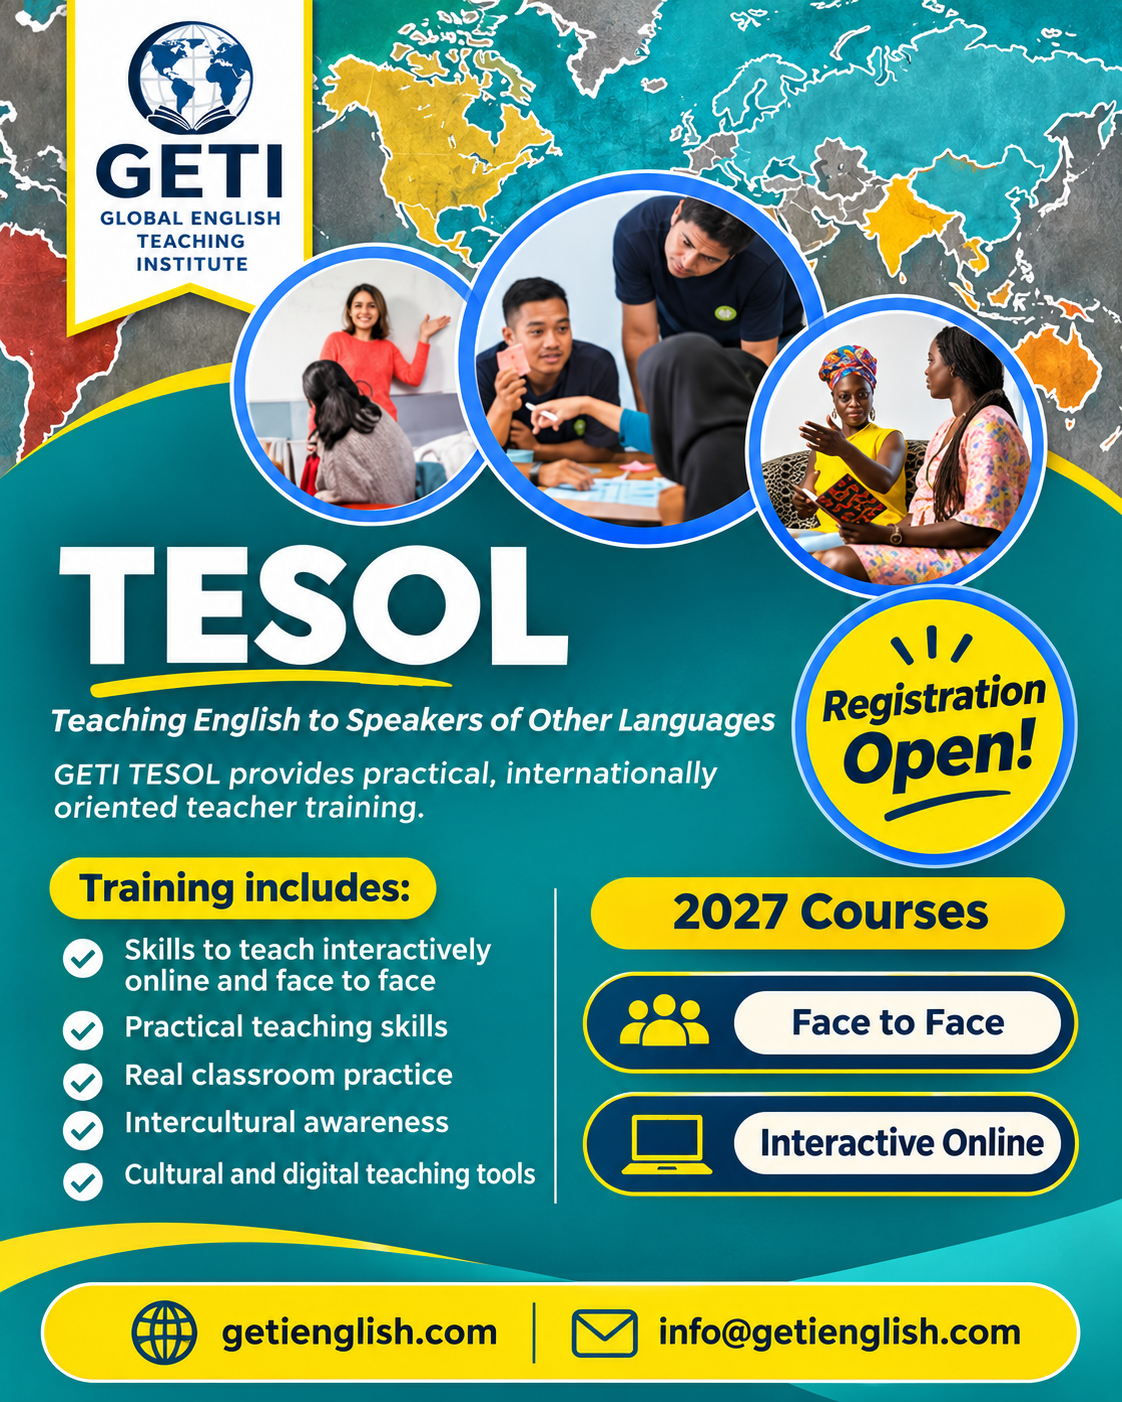 GETI
GLOBAL ENGLISH
TEACHING
INSTITUTE
TESOL
Teaching English to Speakers of Other Languages
GETI TESOL provides practical, internationally
oriented teacher training.
Registration
Open!
Training includes:
Skills to teach interactively
online and face to face
Practical teaching skills
Real classroom practice
Intercultural awareness
Cultural and digital teaching tools
2027 Courses
Face to Face
Interactive Online
getienglish.com
info@getienglish.com